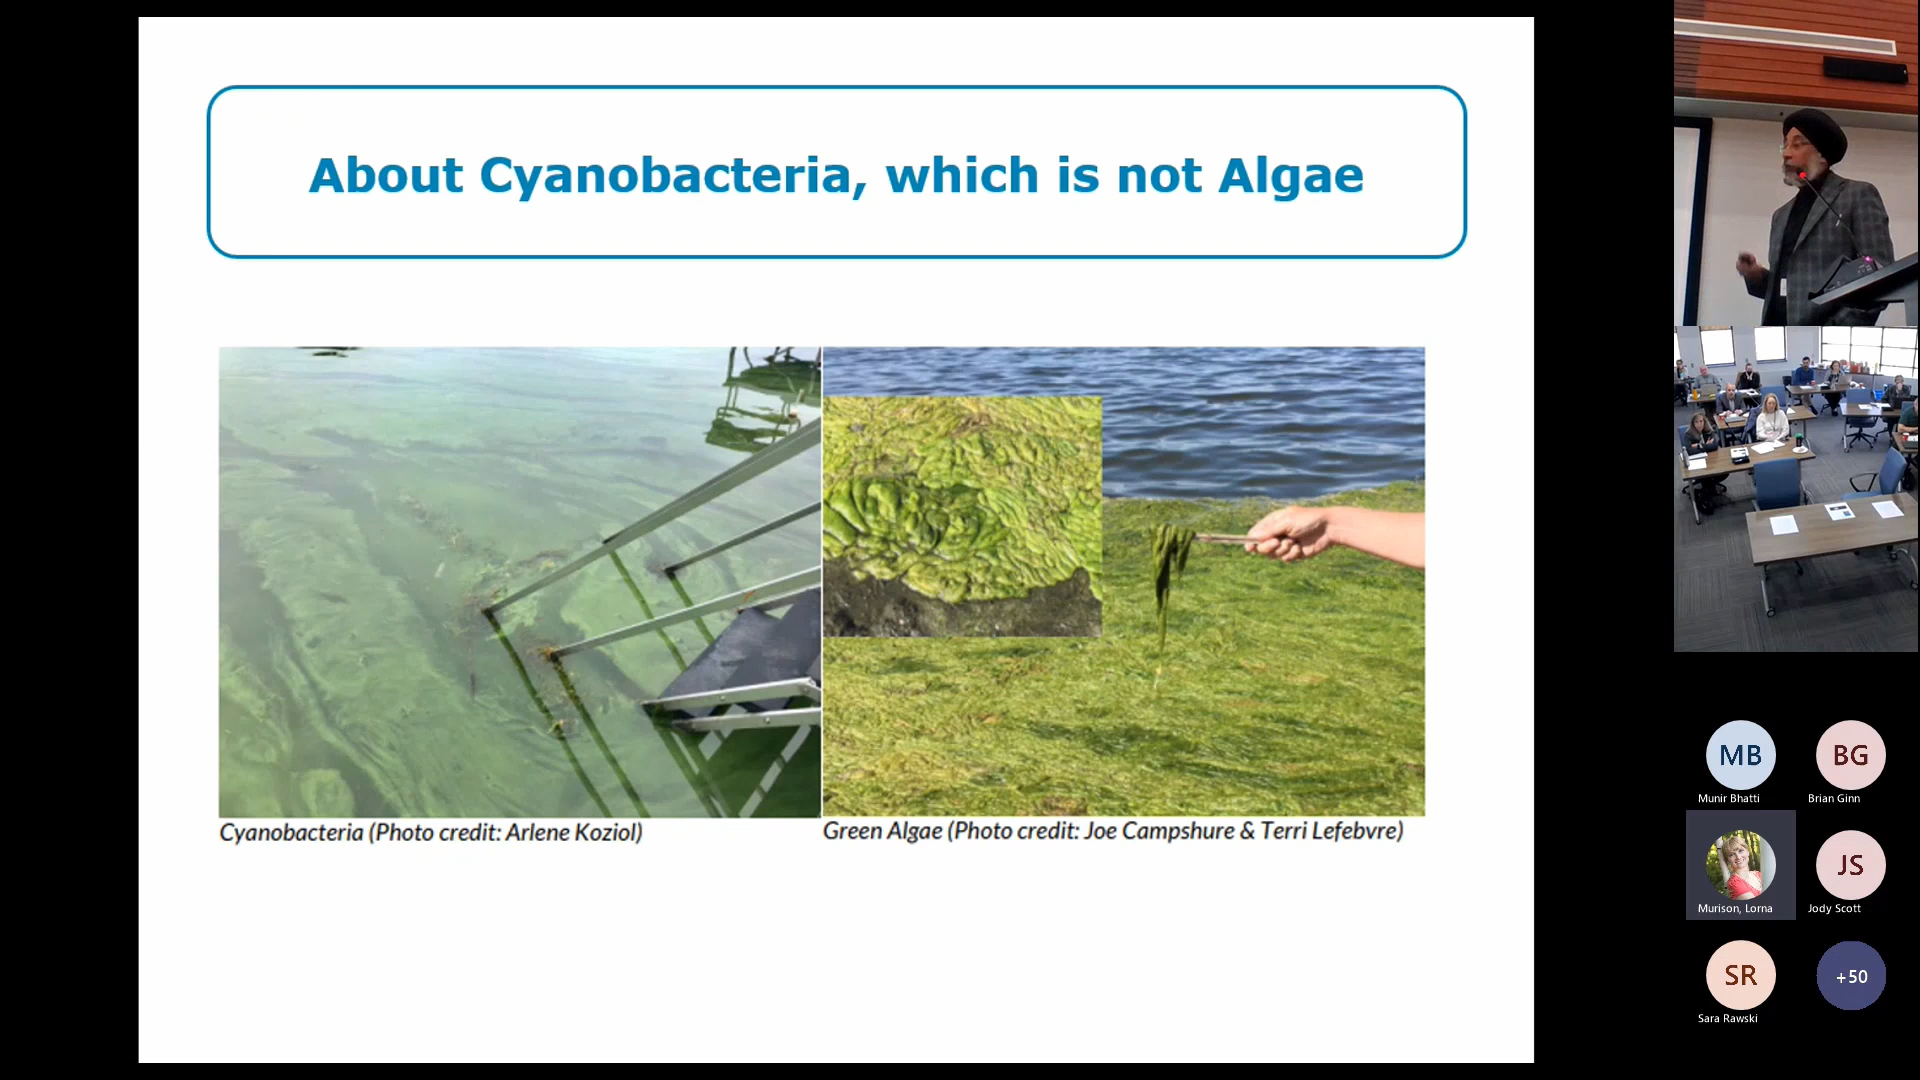 About Cyanobacteria, which is not Algae
Cyanobacteria (Photo credit: Arlene Koziol)
Green Algae (Photo credit: Joe Campshure & Terri Lefebvre)
MB
Munir Bhatti
BG
Brian Ginn
Murison, Lorna
JS
Jody Scott
SR
Sara Rawski
+50